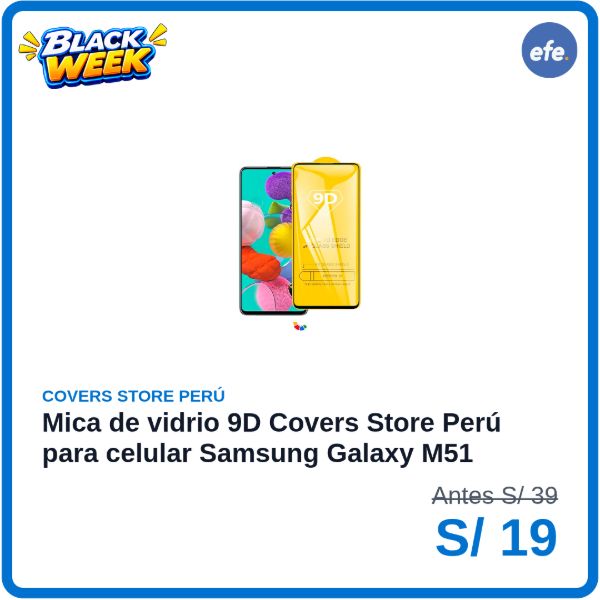 BLACK
WEEK
efe.
9D
COVERS STORE PERÚ
Mica de vidrio 9D Covers Store Perú
para celular Samsung Galaxy M51
Antes S/ 39
S/ 19